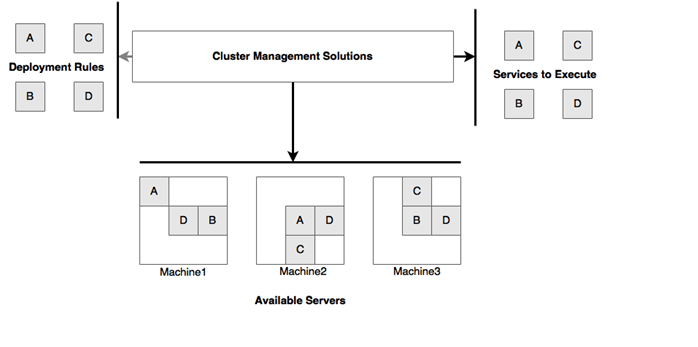 A C
Deployment Rules
B D
Cluster Management Solutions
A C
Services to Execute
B D
A
D B
Machine1
A D
C
Machine2
C
B D
Machine3
Available Servers